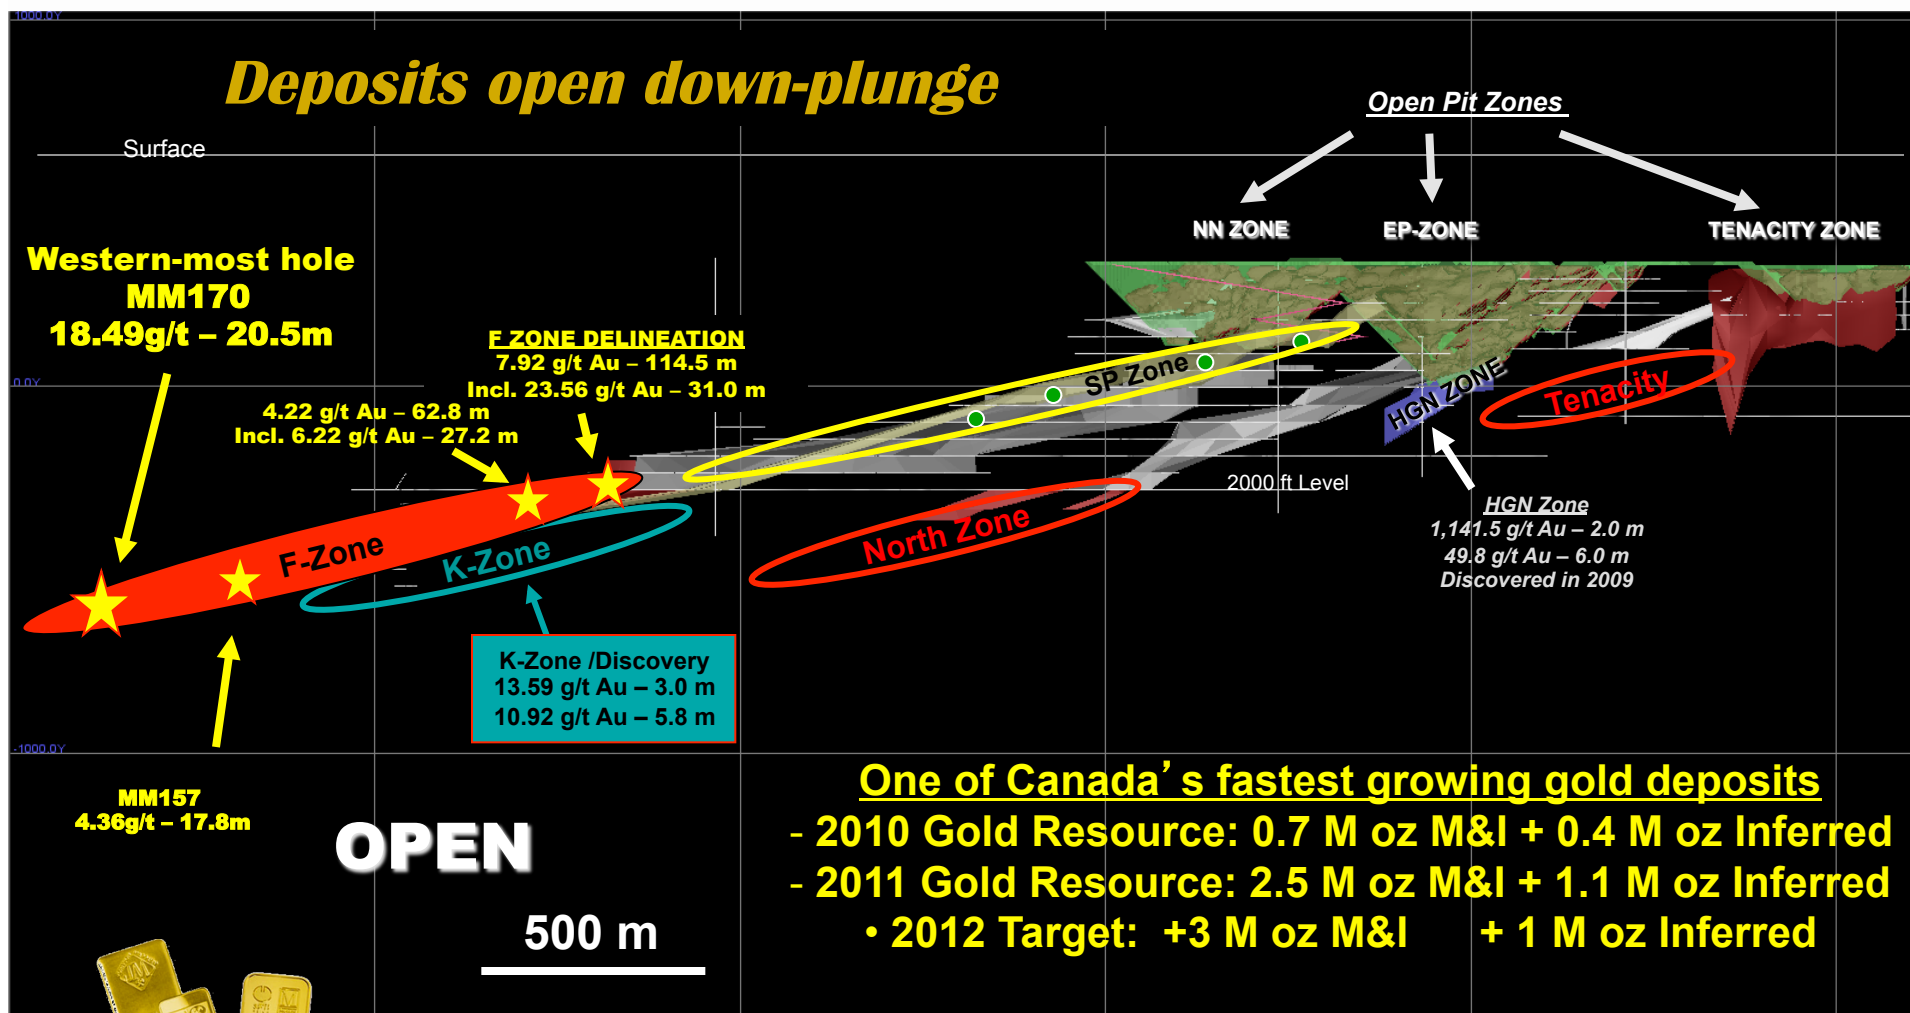 1000.0Y
Deposits open down-plunge
Open Pit Zones
Surface
NN ZONE
EP-ZONE
TENACITY ZONE
Western-most hole
MM170
18.49g/t – 20.5m
F ZONE DELINEATION
7.92 g/t Au – 114.5 m
Incl. 23.56 g/t Au – 31.0 m
0.0Y
4.22 g/t Au – 62.8 m
Incl. 6.22 g/t Au – 27.2 m
SP Zone
HGN ZONE
Tenacity
2000 ft Level
HGN Zone
1,141.5 g/t Au – 2.0 m
49.8 g/t Au – 6.0 m
Discovered in 2009
F-Zone
K-Zone
North Zone
K-Zone /Discovery
13.59 g/t Au – 3.0 m
10.92 g/t Au – 5.8 m
-1000.0Y
MM157
4.36g/t – 17.8m
OPEN
500 m
One of Canada's fastest growing gold deposits
- 2010 Gold Resource: 0.7 M oz M&I + 0.4 M oz Inferred
- 2011 Gold Resource: 2.5 M oz M&I + 1.1 M oz Inferred
• 2012 Target: +3 M oz M&I + 1 M oz Inferred